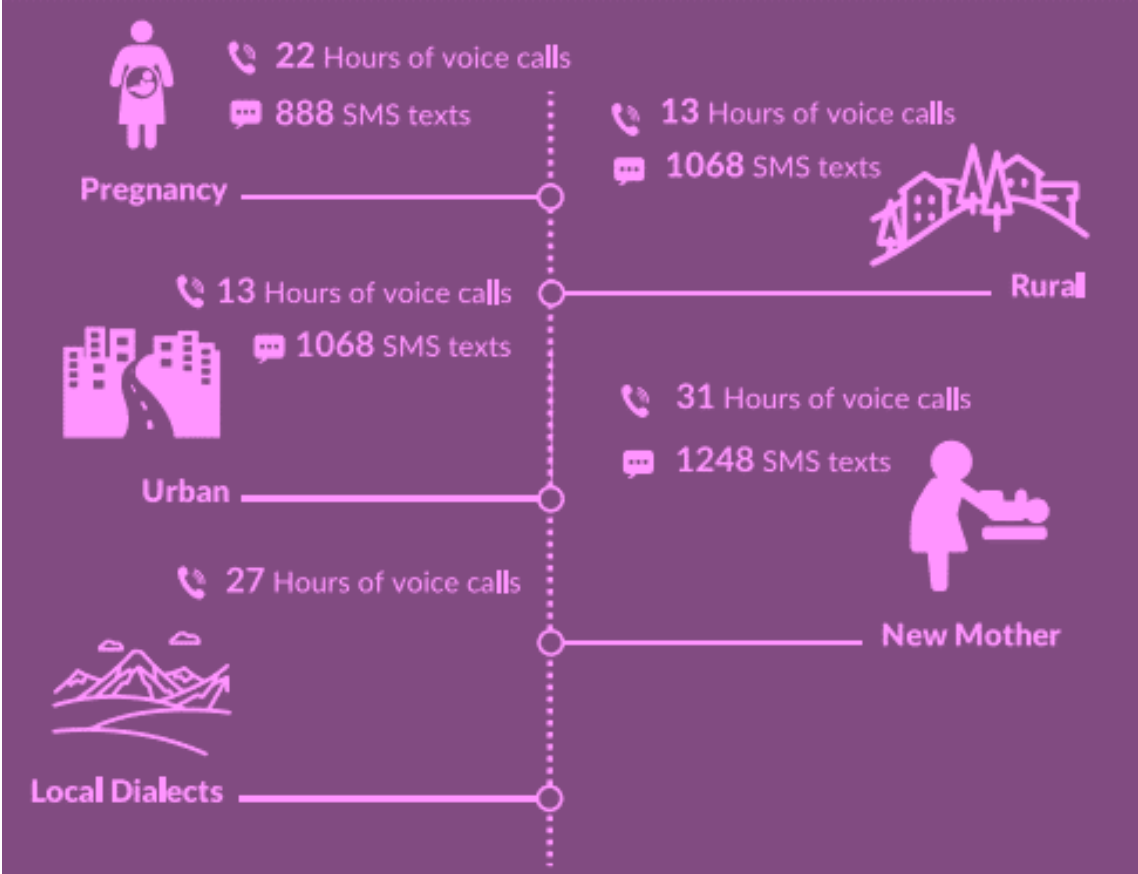 22 Hours of voice calls
888 SMS texts
Pregnancy
13 Hours of voice calls
1068 SMS texts
Rural
13 Hours of voice calls
1068 SMS texts
Urban
31 Hours of voice calls
1248 SMS texts
New Mother
27 Hours of voice calls
Local Dialects